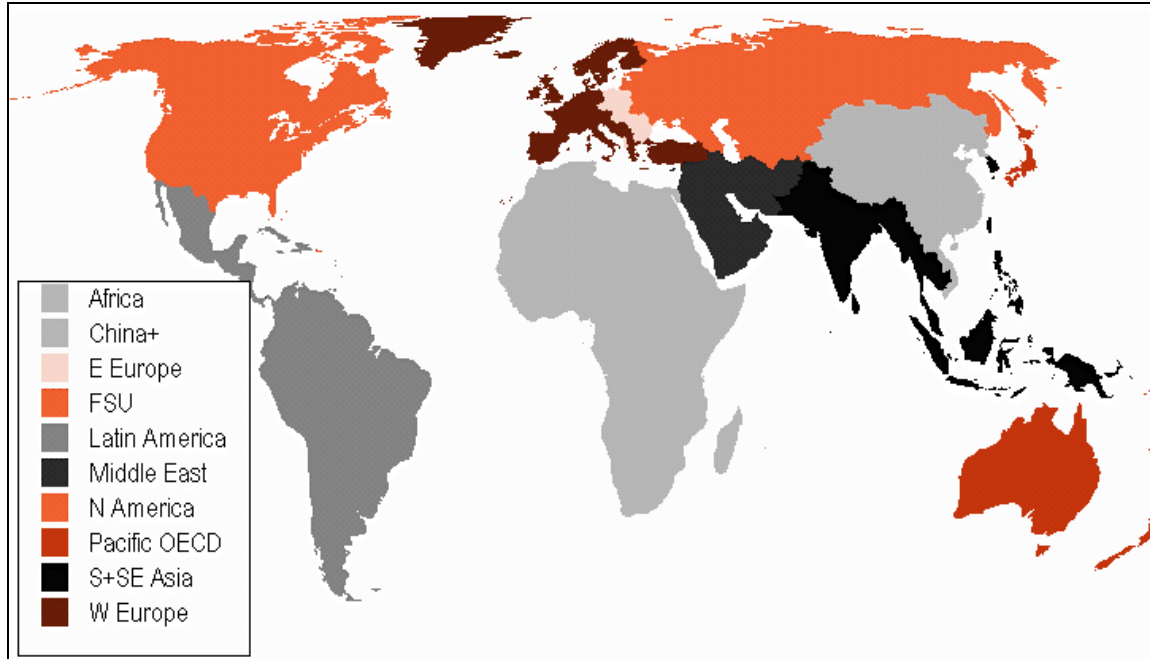 Africa
China+
E Europe
FSU
Latin America
Middle East
N America
Pacific OECD
S+SE Asia
W Europe